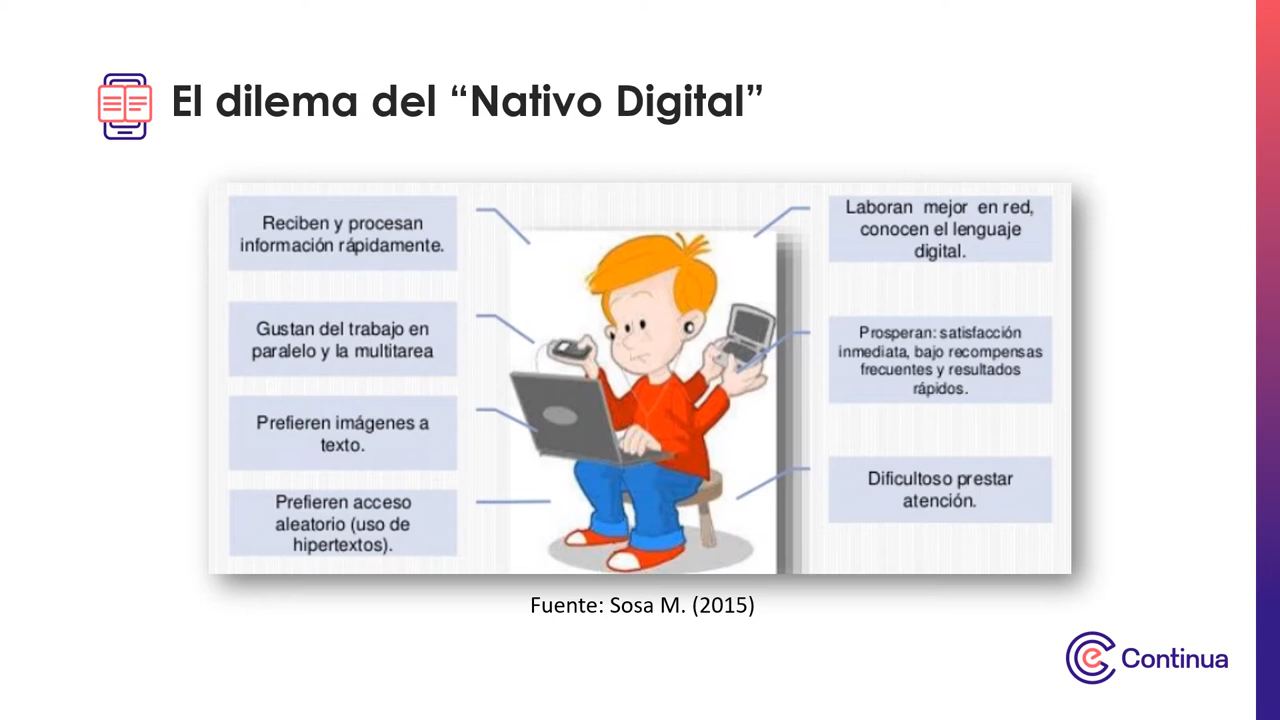 El dilema del “Nativo Digital”
Reciben y procesan
información rápidamente.
Gustan del trabajo en
paralelo y la multitarea
Prefieren imágenes a
texto.
Prefieren acceso
aleatorio (uso de
hipertextos).
Laboran mejor en red,
conocen el lenguaje
digital.
Prosperan: satisfacción
inmediata, bajo recompensas
frecuentes y resultados
rápidos.
Dificultoso prestar
atención.
Fuente: Sosa M. (2015)
e Continua